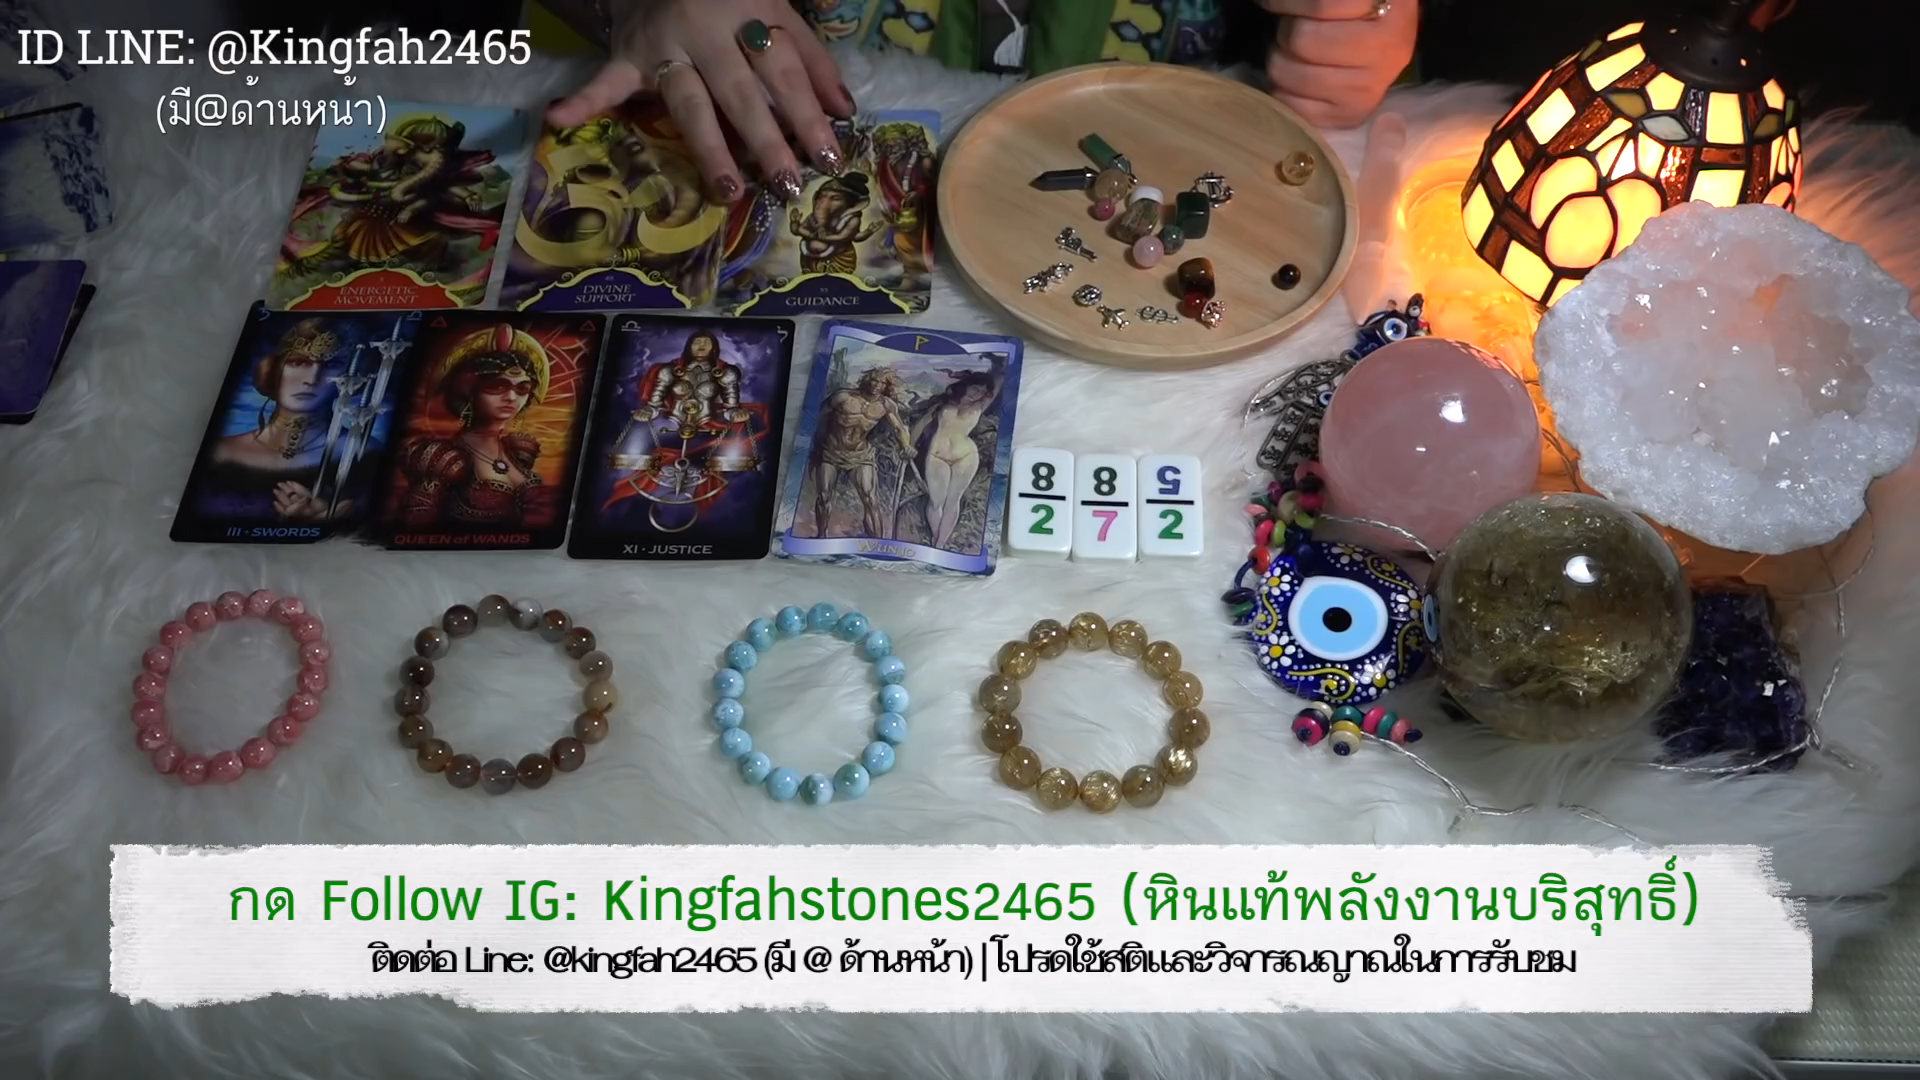 ID LINE: @Kingfah2465
(มี@ด้านหน้า)
ENERGETIC
MOVEMENT
DIVINE
SUPPORT
GUIDANCE
III · SWORDS
QUEEN of WANDS
XI · JUSTICE
WUNJO
8
2
8
7
5
2
กด Follow IG: Kingfahstones2465 (หินแท้พลังงานบริสุทธิ์)
ติดต่อ Line: @kingfah2465 (มี @ ด้านหน้า) | โปรดใช้สติและวิจารณญาณในการรับชม